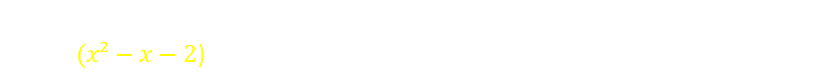 (x² − x − 2)